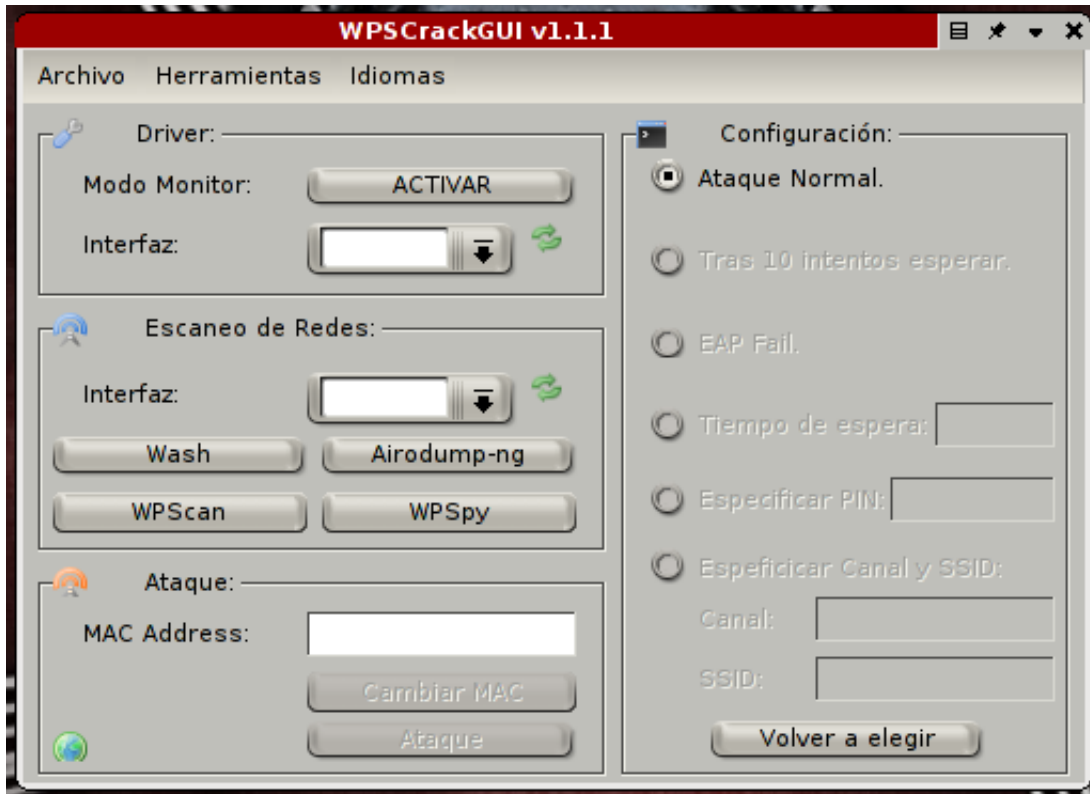 WPSCrackGUI v1.1.1
Archivo Herramientas Idiomas
Driver:
Modo Monitor: ACTIVAR
Interfaz:
Escaneo de Redes:
Interfaz:
Wash Airodump-ng
WPScan WPSpy
Ataque:
MAC Address:
Cambiar MAC
Ataque
Configuración:
Ataque Normal.
Tras 10 intentos esperar.
EAP Fail.
Tiempo de espera:
Especificar PIN:
Espeficicar Canal y SSID:
Canal:
SSID:
Volver a elegir